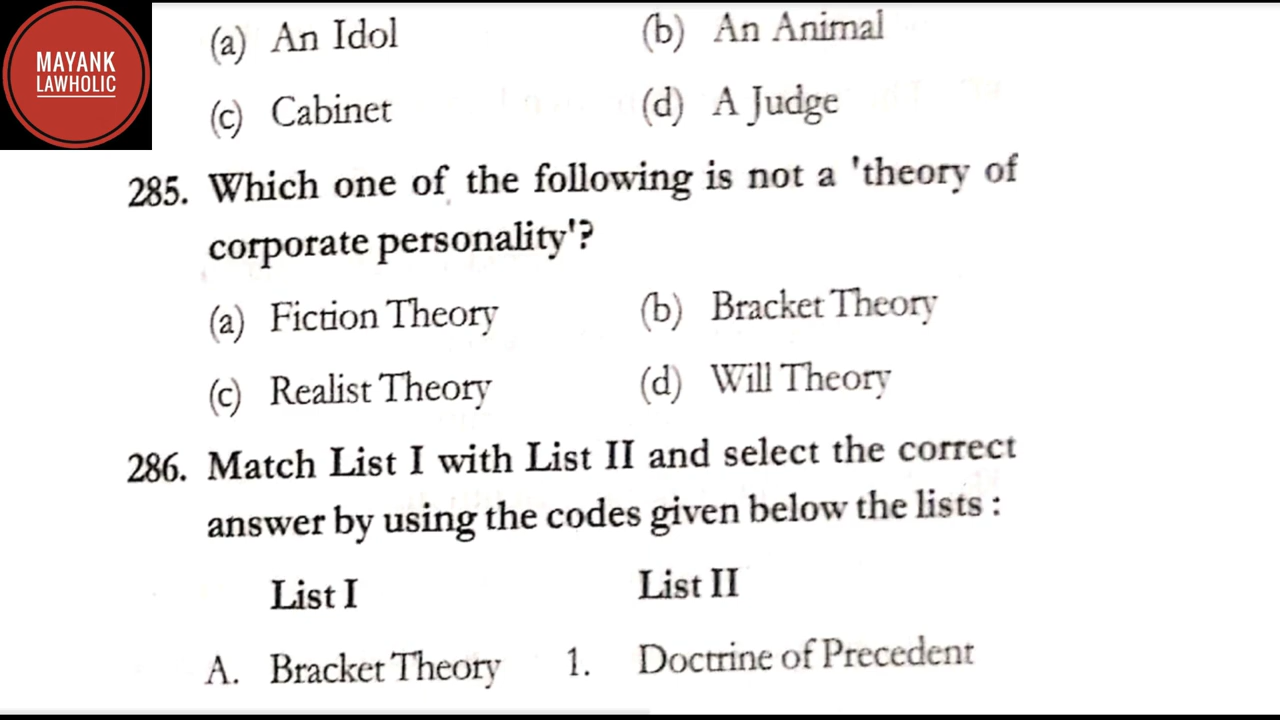 MAYANK
LAWHOLIC
(a) An Idol (b) An Animal
(c) Cabinet (d) A Judge
285. Which one of the following is not a 'theory of
corporate personality'?
(a) Fiction Theory (b) Bracket Theory
(c) Realist Theory (d) Will Theory
286. Match List I with List II and select the correct
answer by using the codes given below the lists :
List I List II
A. Bracket Theory 1. Doctrine of Precedent